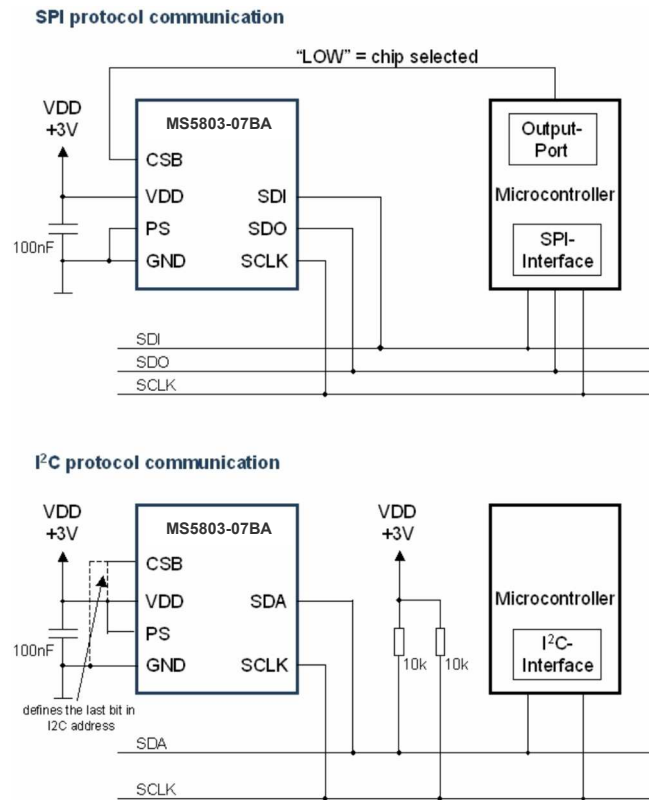 SPI protocol communication
"LOW" = chip selected
VDD
+3V
MS5803-07BA
CSB
VDD
PS
GND
SDI
SDO
SCLK
100nF
Output-
Port
Microcontroller
SPI-
Interface
SDI
SDO
SCLK
I²C protocol communication
VDD
+3V
MS5803-07BA
CSB
VDD
PS
GND
SDA
SCLK
100nF
defines the last bit in
I2C address
VDD
+3V
10k
10k
Microcontroller
I²C-
Interface
SDA
SCLK